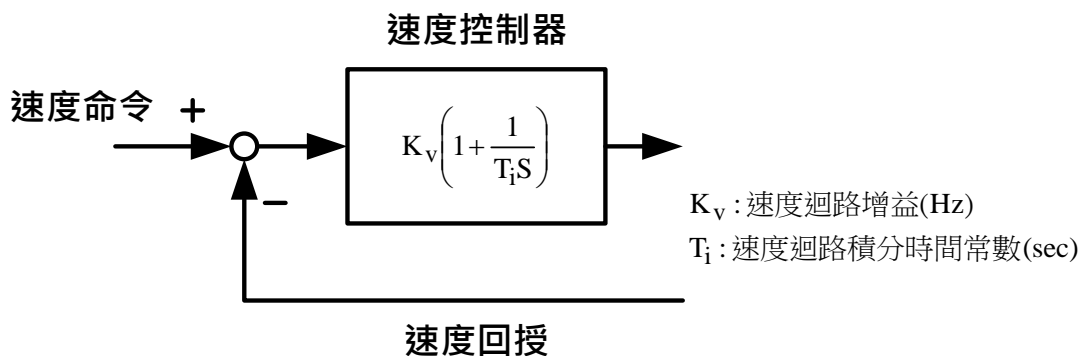 速度控制器
速度命令 +
K_v(1+1/(T_iS))
−
K_v : 速度迴路增益(Hz)
T_i : 速度迴路積分時間常數(sec)
速度回授